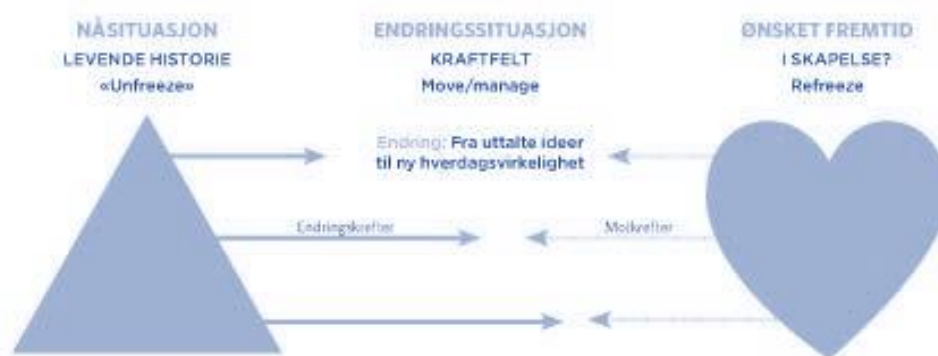 NÅSITUASJON
LEVENDE HISTORIE
«Unfreeze»
ENDRINGSSITUASJON
KRAFTFELT
Move/manage
ØNSKET FREMTID
I SKAPELSE?
Refreeze
Endring: Fra uttalte ideer
til ny hverdagsvirkelighet
Endringskrefter
Motkrefter